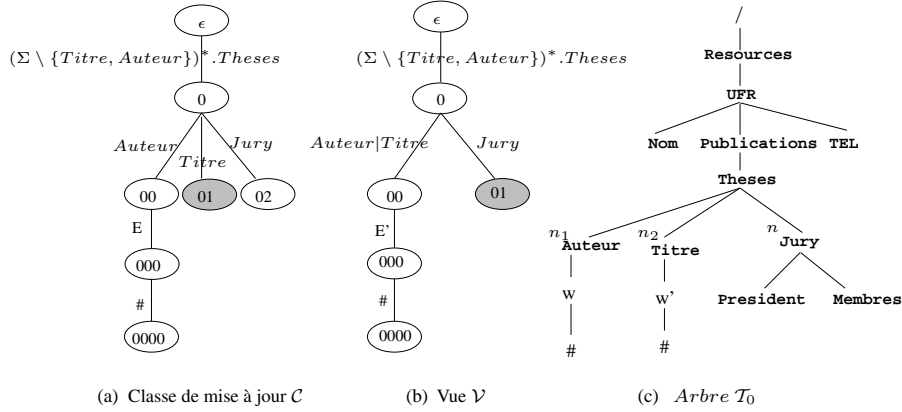 ϵ
(Σ \ {Titre, Auteur})*.Theses
0
Auteur
Titre
Jury
00
01
02
E
000
#
0000
(a) Classe de mise à jour C
ϵ
(Σ \ {Titre, Auteur})*.Theses
0
Auteur|Titre
Jury
00
01
E'
000
#
0000
(b) Vue V
/
Resources
UFR
Nom Publications TEL
Theses
n₁ Auteur
n₂ Titre
n Jury
w
w'
President Membres
#
#
(c) Arbre T₀